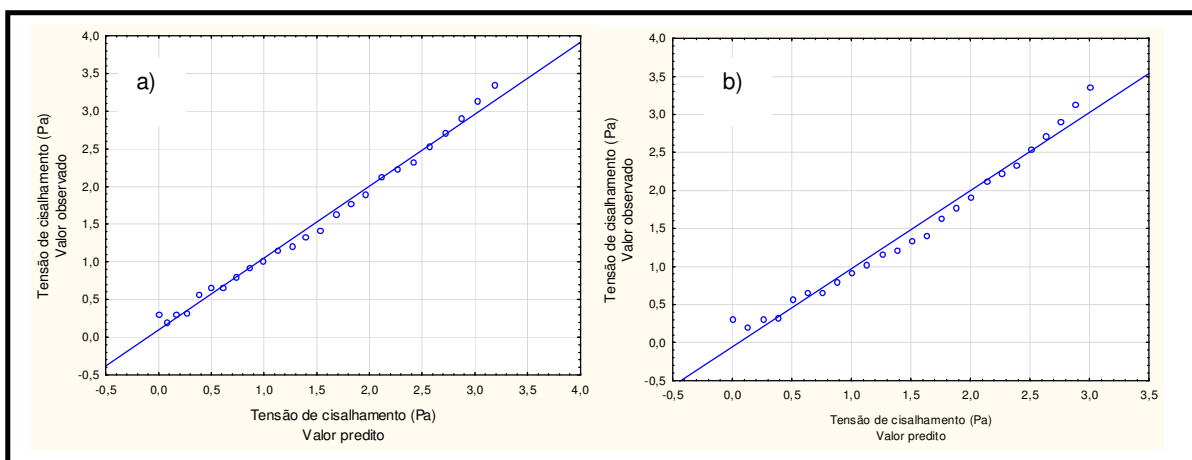 a)
4,0
3,5
3,0
2,5
2,0
1,5
1,0
0,5
0,0
-0,5
Tensão de cisalhamento (Pa)
Valor observado
-0,5 0,0 0,5 1,0 1,5 2,0 2,5 3,0 3,5 4,0
Tensão de cisalhamento (Pa)
Valor predito
b)
4,0
3,5
3,0
2,5
2,0
1,5
1,0
0,5
0,0
-0,5
Tensão de cisalhamento (Pa)
Valor observado
-0,5 0,0 0,5 1,0 1,5 2,0 2,5 3,0 3,5
Tensão de cisalhamento (Pa)
Valor predito